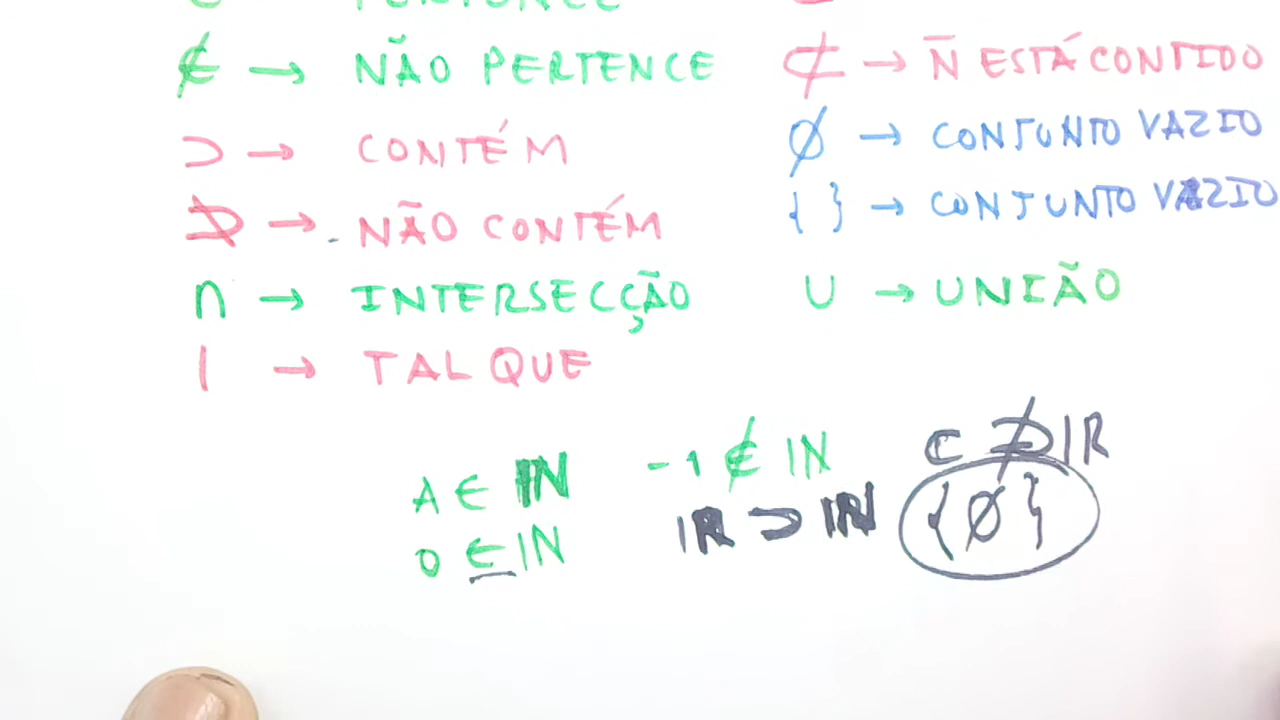 ∈ PERTENCE
∉ → NÃO PERTENCE
⊄ → N̄ ESTÁ CONTIDO
⊃ → CONTÉM
∅ → CONJUNTO VAZIO
⊅ → NÃO CONTÉM
{ } → CONJUNTO VAZIO
∩ → INTERSECÇÃO
∪ → UNIÃO
| → TAL QUE
A ∈ IN
-1 ∉ IN
C ⊅ IR
0 ∈ IN
IR ⊃ IN
{∅}